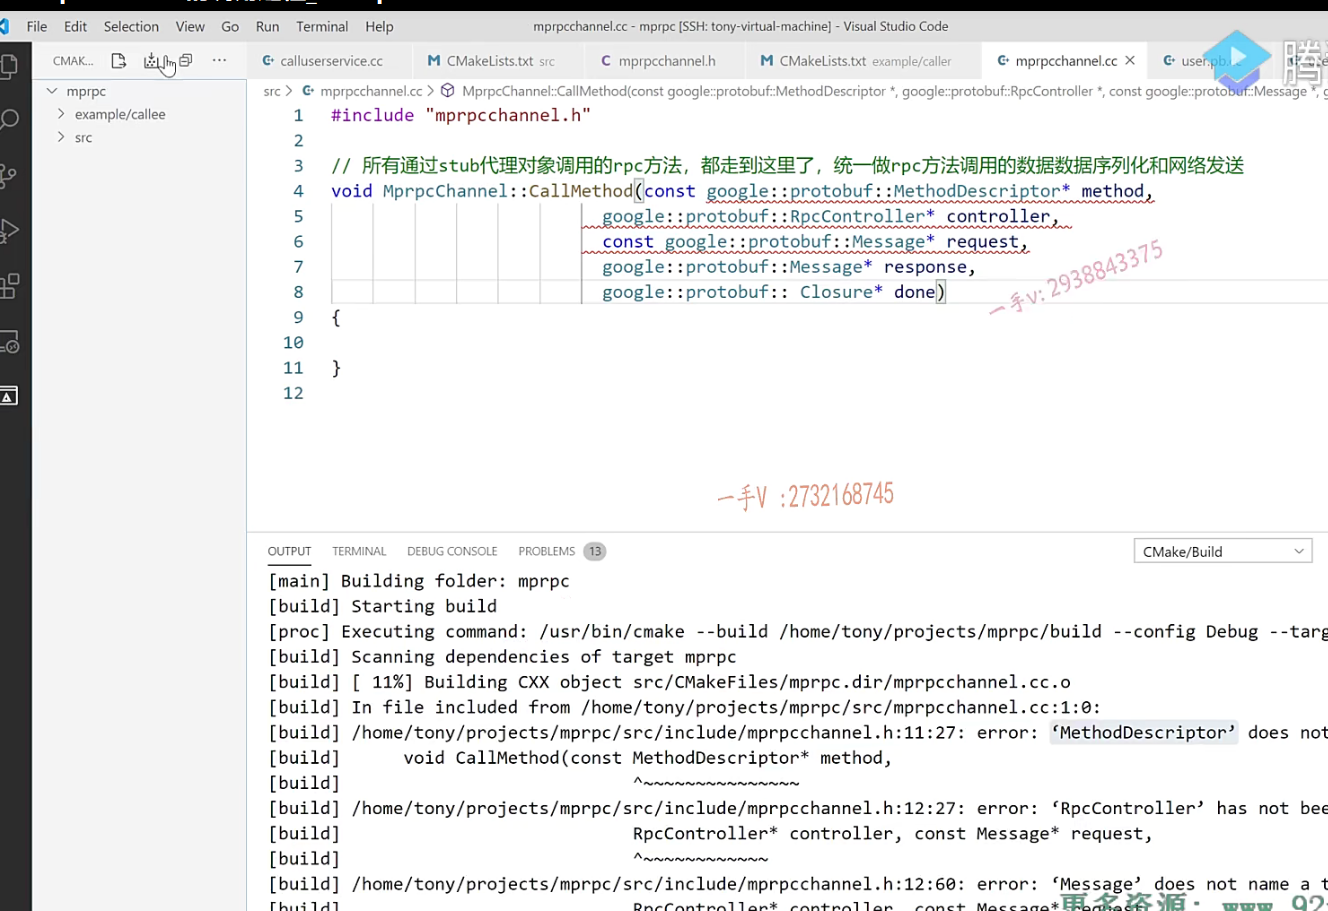 File Edit Selection View Go Run Terminal Help mprpcchannel.cc - mprpc [SSH: tony-virtual-machine] - Visual Studio Code
CMAK... calluserservice.cc CMakeLists.txt src mprpcchannel.h CMakeLists.txt example/caller mprpcchannel.cc
mprpc
example/callee
src
src > mprpcchannel.cc > MprpcChannel::CallMethod(const google::protobuf::MethodDescriptor *, google::protobuf::RpcController *, const google::protobuf::Message *,
1 #include "mprpcchannel.h"
2
3 // 所有通过stub代理对象调用的rpc方法，都走到这里了，统一做rpc方法调用的数据数据序列化和网络发送
4 void MprpcChannel::CallMethod(const google::protobuf::MethodDescriptor* method,
5 google::protobuf::RpcController* controller,
6 const google::protobuf::Message* request,
7 google::protobuf::Message* response,
8 google::protobuf:: Closure* done)
9 {
10
11 }
12
一手v: 2938843375
一手V :2732168745
OUTPUT TERMINAL DEBUG CONSOLE PROBLEMS 13 CMake/Build
[main] Building folder: mprpc
[build] Starting build
[proc] Executing command: /usr/bin/cmake --build /home/tony/projects/mprpc/build --config Debug --targ
[build] Scanning dependencies of target mprpc
[build] [ 11%] Building CXX object src/CMakeFiles/mprpc.dir/mprpcchannel.cc.o
[build] In file included from /home/tony/projects/mprpc/src/mprpcchannel.cc:1:0:
[build] /home/tony/projects/mprpc/src/include/mprpcchannel.h:11:27: error: ‘MethodDescriptor’ does not
[build] void CallMethod(const MethodDescriptor* method,
[build] ^~~~~~~~~~~~~~~~
[build] /home/tony/projects/mprpc/src/include/mprpcchannel.h:12:27: error: ‘RpcController’ has not bee
[build] RpcController* controller, const Message* request,
[build] ^~~~~~~~~~~~~
[build] /home/tony/projects/mprpc/src/include/mprpcchannel.h:12:60: error: ‘Message’ does not name a t
[build] RpcController* controller, const Message*
更多资源: www.92